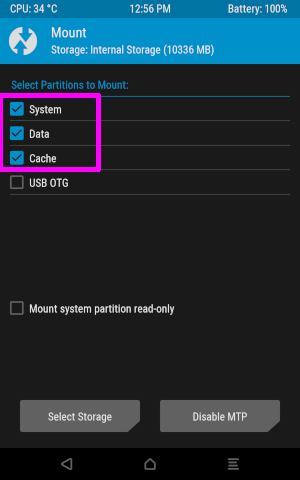 CPU: 34 °C 12:56 PM Battery: 100%
Mount
Storage: Internal Storage (10336 MB)
Select Partitions to Mount:
System
Data
Cache
USB OTG
Mount system partition read-only
Select Storage Disable MTP